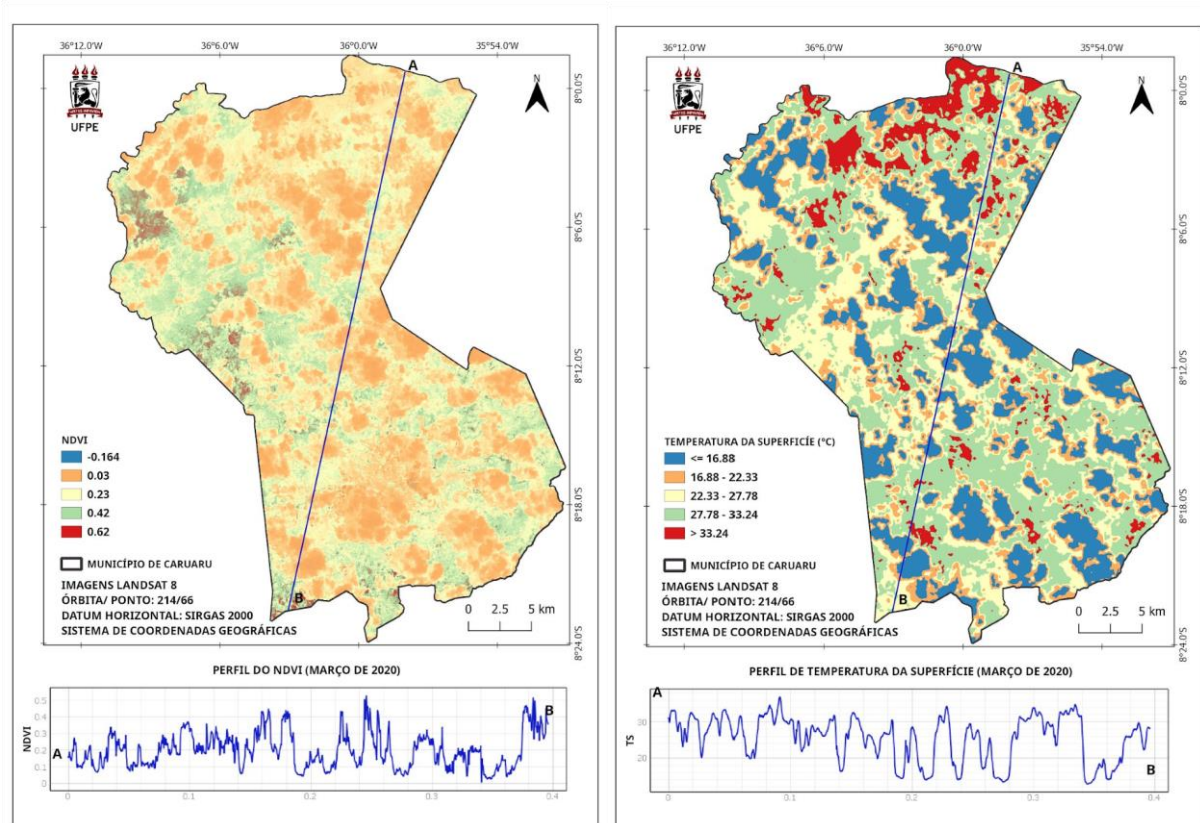 36°12.0'W 36°6.0'W 36°0.0'W 35°54.0'W
N
A
8°0.0'S
UFPE
8°6.0'S
8°12.0'S
NDVI
-0.164
0.03
0.23
0.42
0.62
8°18.0'S
MUNICÍPIO DE CARUARU
IMAGENS LANDSAT 8
ÓRBITA/ PONTO: 214/66
DATUM HORIZONTAL: SIRGAS 2000
SISTEMA DE COORDENADAS GEOGRÁFICAS
B
0 2.5 5 km
8°24.0'S
PERFIL DO NDVI (MARÇO DE 2020)
NDVI
0.5
0.4
0.3
0.2
0.1
0
A
B
0 0.1 0.2 0.3 0.4
36°12.0'W 36°6.0'W 36°0.0'W 35°54.0'W
N
A
8°0.0'S
UFPE
8°6.0'S
8°12.0'S
TEMPERATURA DA SUPERFICÍE (°C)
<= 16.88
16.88 - 22.33
22.33 - 27.78
27.78 - 33.24
> 33.24
8°18.0'S
MUNICÍPIO DE CARUARU
IMAGENS LANDSAT 8
ÓRBITA/ PONTO: 214/66
DATUM HORIZONTAL: SIRGAS 2000
SISTEMA DE COORDENADAS GEOGRÁFICAS
B
0 2.5 5 km
8°24.0'S
PERFIL DE TEMPERATURA DA SUPERFÍCIE (MARÇO DE 2020)
A
TS
30
20
B
0 0.1 0.2 0.3 0.4